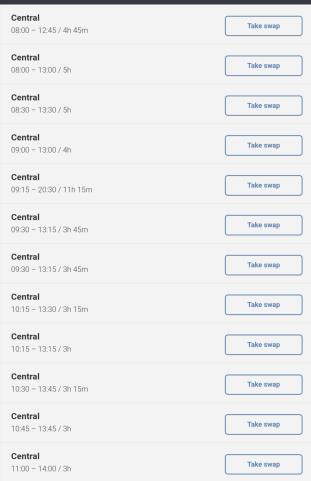 Central
08:00 – 12:45 / 4h 45m
Take swap
Central
08:00 – 13:00 / 5h
Take swap
Central
08:30 – 13:30 / 5h
Take swap
Central
09:00 – 13:00 / 4h
Take swap
Central
09:15 – 20:30 / 11h 15m
Take swap
Central
09:30 – 13:15 / 3h 45m
Take swap
Central
09:30 – 13:15 / 3h 45m
Take swap
Central
10:15 – 13:30 / 3h 15m
Take swap
Central
10:15 – 13:15 / 3h
Take swap
Central
10:30 – 13:45 / 3h 15m
Take swap
Central
10:45 – 13:45 / 3h
Take swap
Central
11:00 – 14:00 / 3h
Take swap